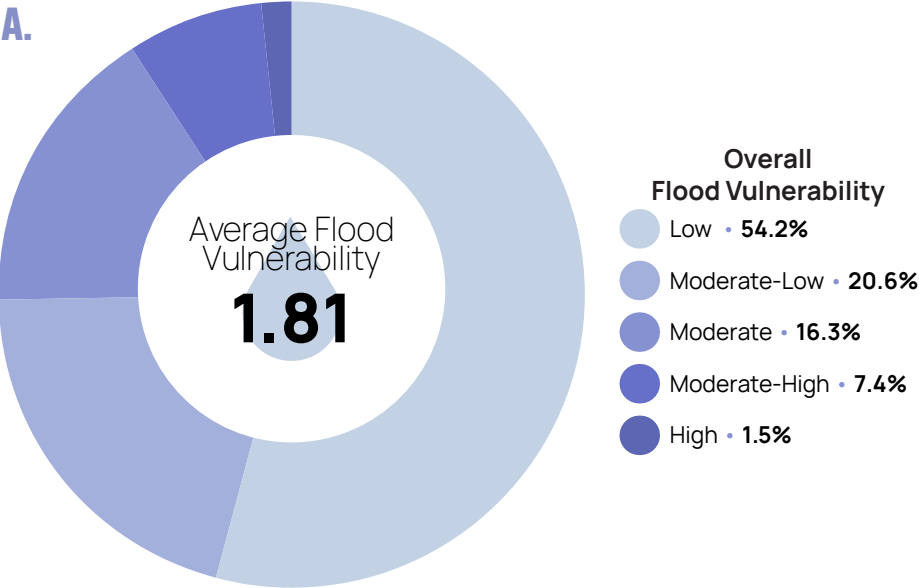 A.
Average Flood
Vulnerability
1.81
Overall
Flood Vulnerability
Low • 54.2%
Moderate-Low • 20.6%
Moderate • 16.3%
Moderate-High • 7.4%
High • 1.5%